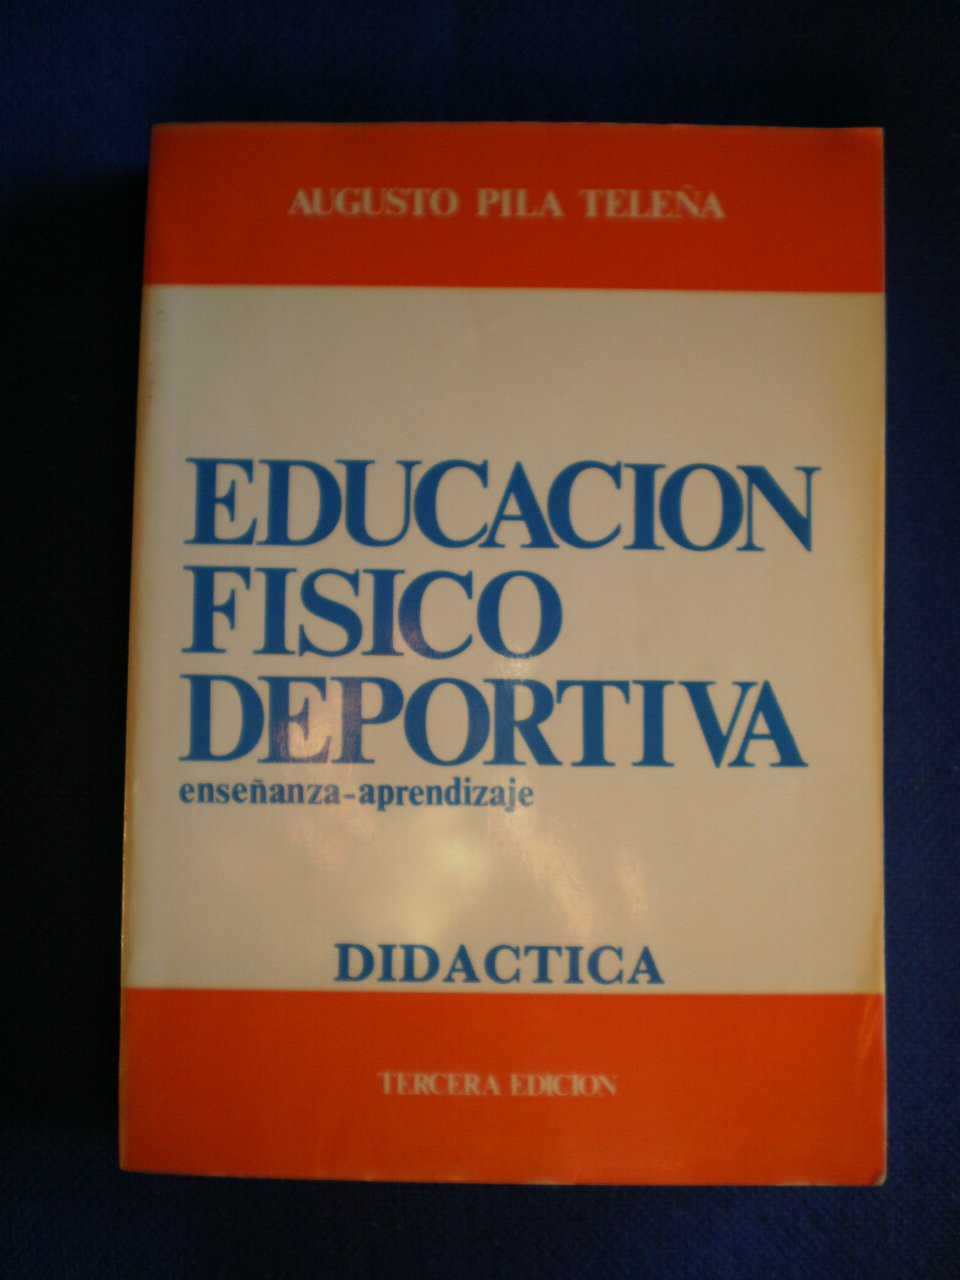 AUGUSTO PILA TELEÑA
EDUCACION
FISICO
DEPORTIVA
enseñanza-aprendizaje
DIDACTICA
TERCERA EDICION